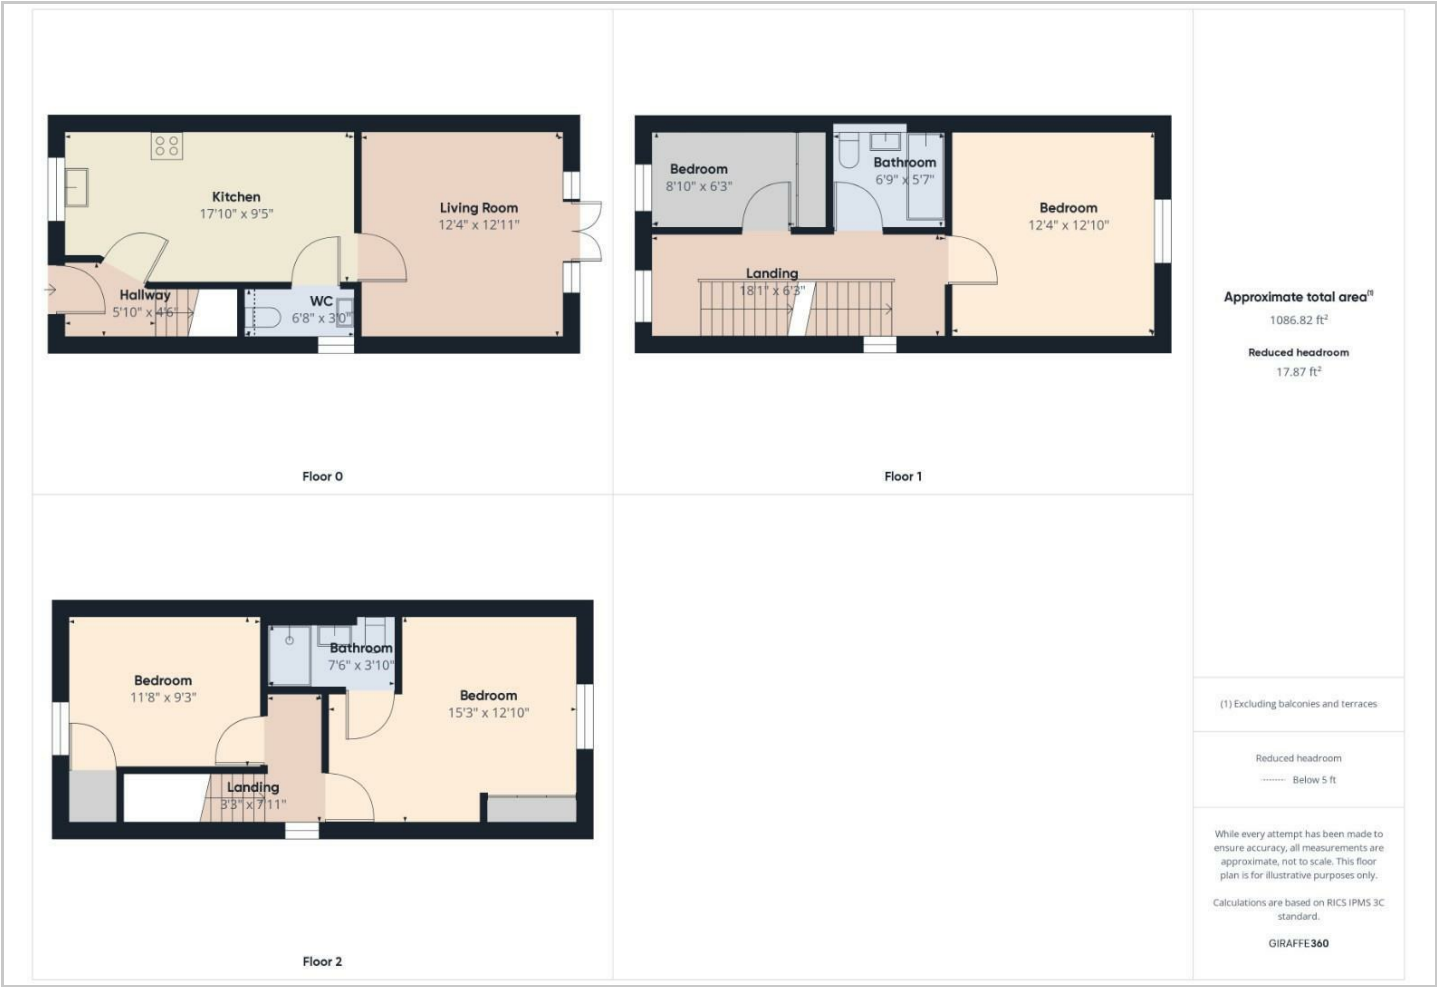 Kitchen
17'10" x 9'5"
Living Room
12'4" x 12'11"
Hallway
5'10" x 4'6"
WC
6'8" x 3'0"
Floor 0
Bedroom
8'10" x 6'3"
Bathroom
6'9" x 5'7"
Bedroom
12'4" x 12'10"
Landing
18'1" x 6'3"
Floor 1
Bedroom
11'8" x 9'3"
Bathroom
7'6" x 3'10"
Bedroom
15'3" x 12'10"
Landing
3'3" x 7'11"
Floor 2
Approximate total area(1)
1086.82 ft²
Reduced headroom
17.87 ft²
(1) Excluding balconies and terraces
Reduced headroom
Below 5 ft
While every attempt has been made to
ensure accuracy, all measurements are
approximate, not to scale. This floor
plan is for illustrative purposes only.
Calculations are based on RICS IPMS 3C
standard.
GIRAFFE360